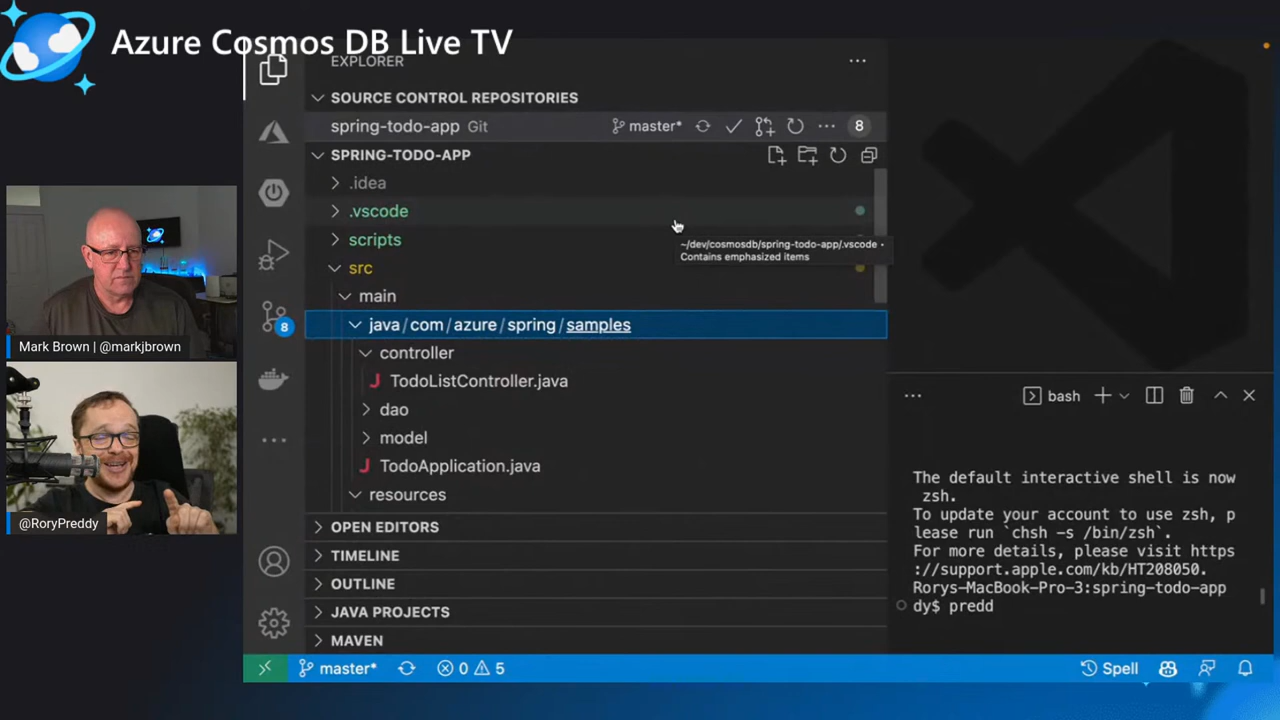 Azure Cosmos DB Live TV
EXPLORER
SOURCE CONTROL REPOSITORIES
spring-todo-app Git master* 8
SPRING-TODO-APP
.idea
.vscode
~/dev/cosmosdb/spring-todo-app/.vscode •
Contains emphasized items
scripts
src
main
java/com/azure/spring/samples
controller
TodoListController.java
dao
model
TodoApplication.java
resources
OPEN EDITORS
TIMELINE
OUTLINE
JAVA PROJECTS
MAVEN
8
Mark Brown | @markjbrown
@RoryPreddy
bash
The default interactive shell is now
zsh.
To update your account to use zsh, p
lease run `chsh -s /bin/zsh`.
For more details, please visit https
://support.apple.com/kb/HT208050.
Rorys-MacBook-Pro-3:spring-todo-app
dy$ predd
master* 0 5 Spell